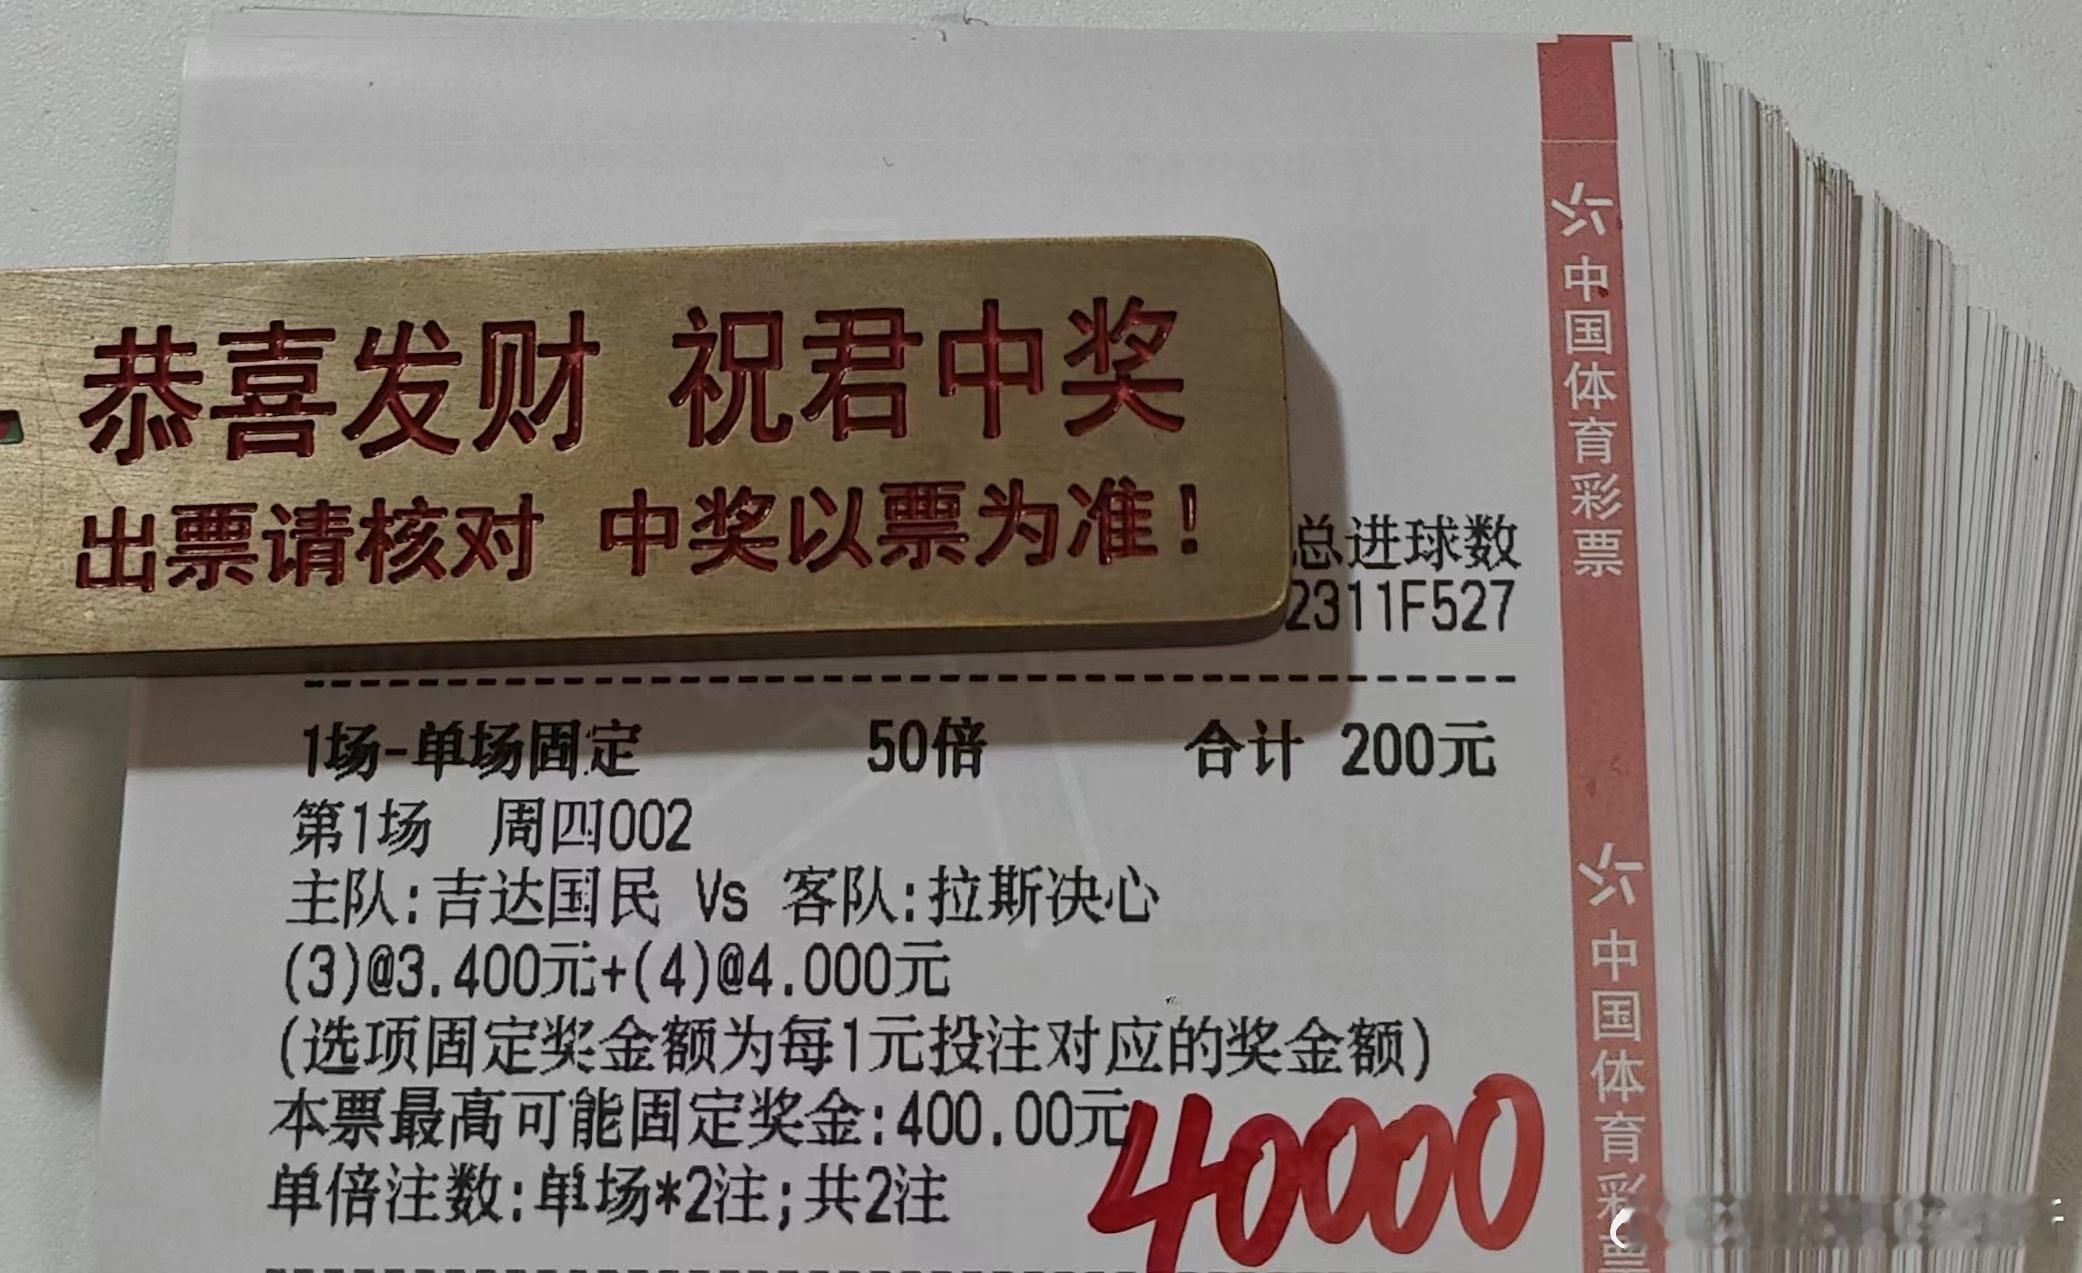 恭喜发财 祝君中奖
出票请核对 中奖以票为准!
总进球数
2311F527
1场-单场固定 50倍 合计 200元
第1场 周四002
主队:吉达国民 Vs 客队:拉斯决心
(3)@3.400元+(4)@4.000元
(选项固定奖金额为每1元投注对应的奖金额)
本票最高可能固定奖金:400.00元
40000
单倍注数:单场*2注;共2注
中国体育彩票
中国体育彩票